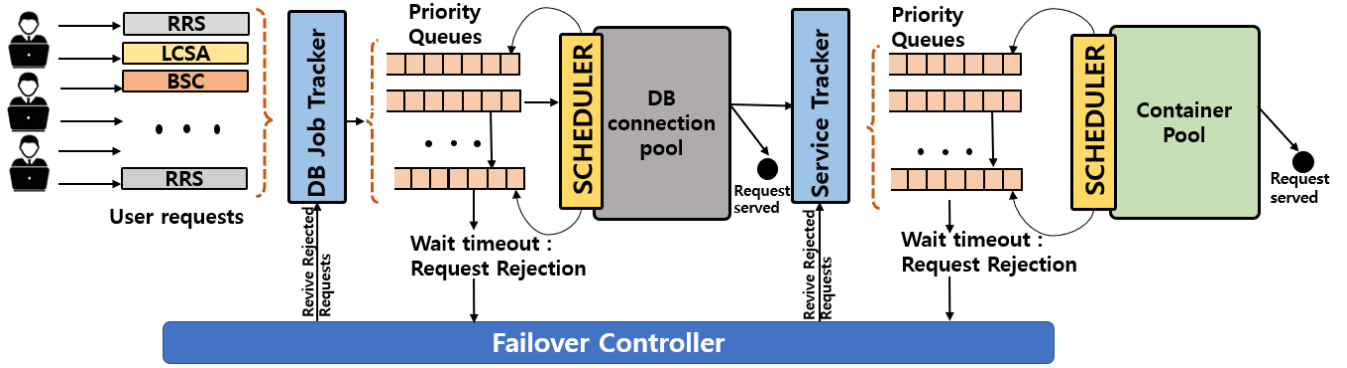 RRS
LCSA
BSC
. . .
RRS
User requests
DB Job Tracker
Priority
Queues
. . .
SCHEDULER
DB
connection
pool
Request
served
Wait timeout :
Request Rejection
Revive Rejected
Requests
Service Tracker
Priority
Queues
. . .
SCHEDULER
Container
Pool
Request
served
Wait timeout :
Request Rejection
Revive Rejected
Requests
Failover Controller